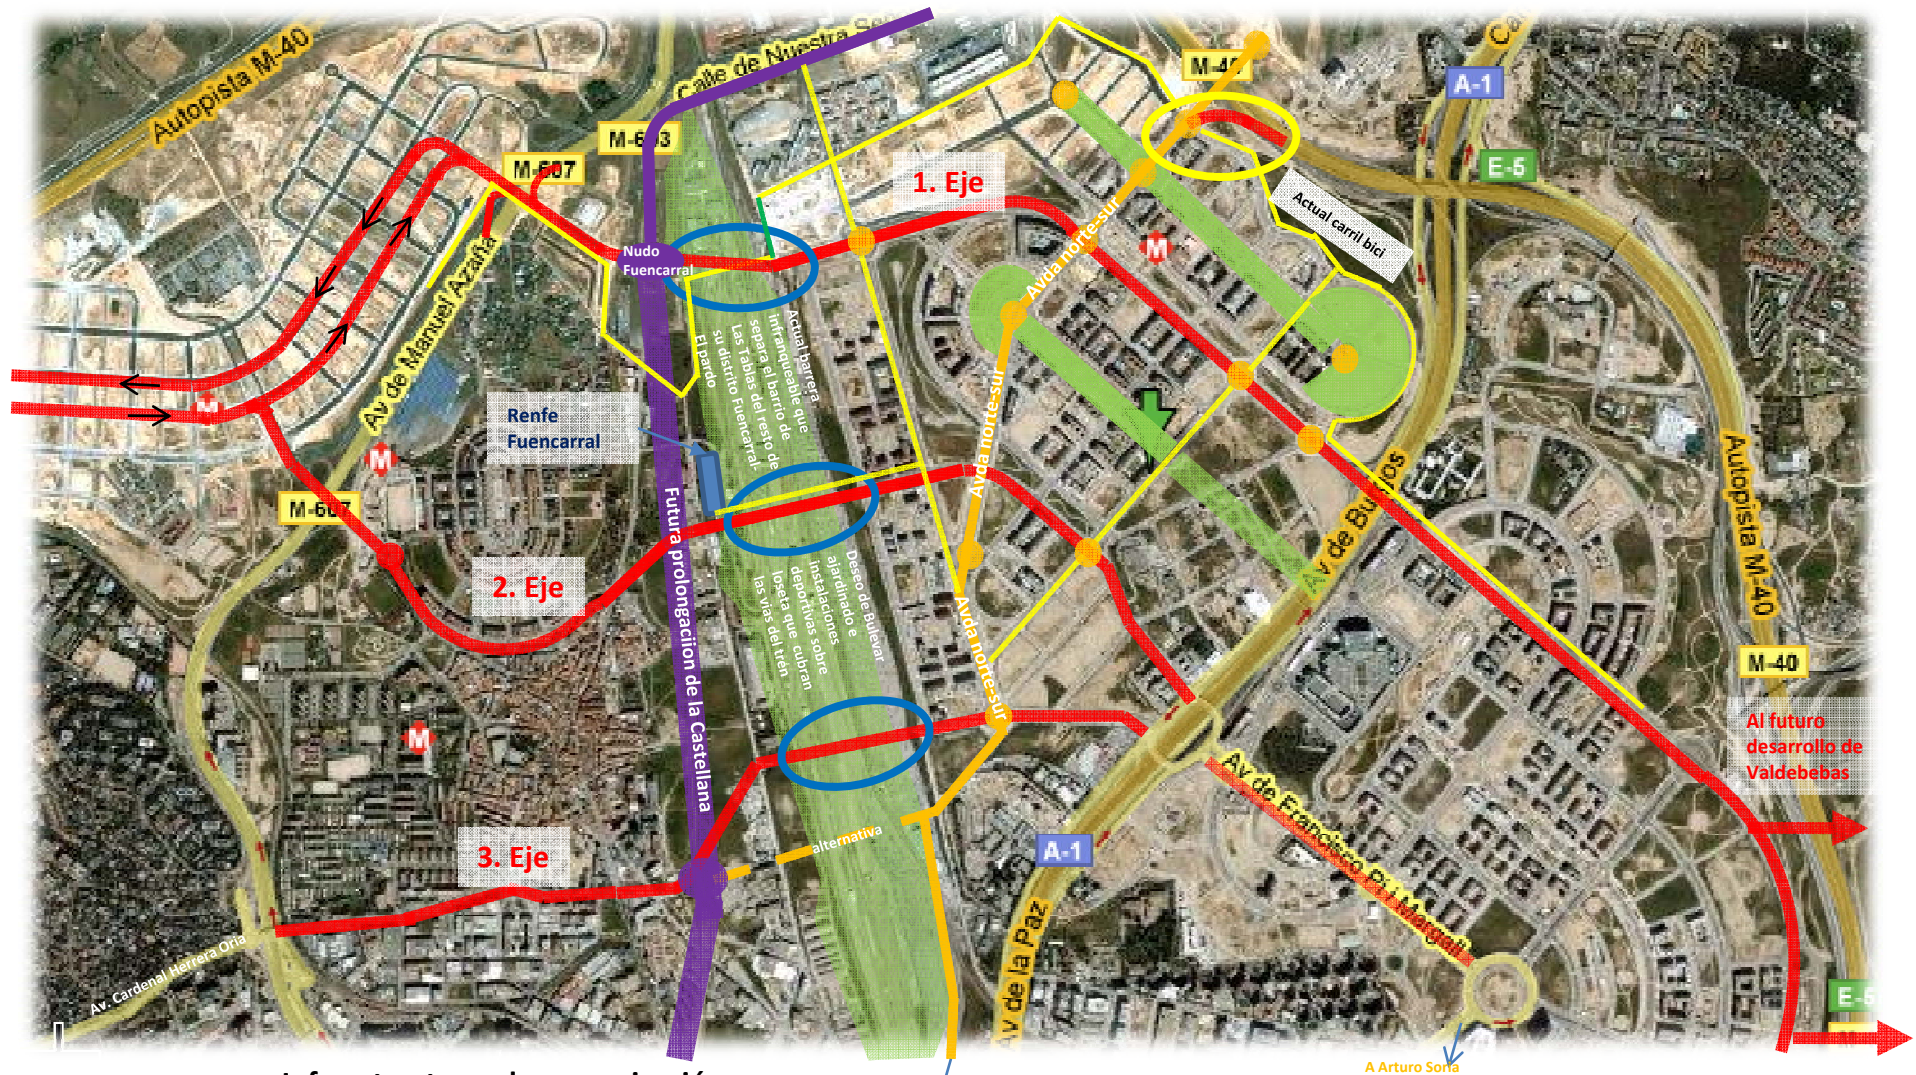 Autopista M-40
Calle de Nuestra Se
M-40
A-1
M-603
M-607
E-5
1. Eje
Actual carril bici
M
Nudo
Fuencarral
Avda norte-sur
Av de Manuel Azaña
Actual barrera
infranqueable que
separa el barrio de
Las Tablas del resto de
su distrito Fuencarral-
El pardo
M
Renfe
Fuencarral
M
Avda norte-sur
M-607
Av de Burgos
Autopista M-40
Futura prolongaciion de la Castellana
2. Eje
Deseo de Bulevar
ajardinado e
instalaciones
deportivas sobre
loseta que cubran
las vias del trén
Avda norte-sur
M-40
M
Al futuro
desarrollo de
Valdebebas
Av de Francisco Pi i Margall
alternativa
3. Eje
A-1
Av de la Paz
Av. Cardenal Herrera Oria
E-5
A Arturo Soria